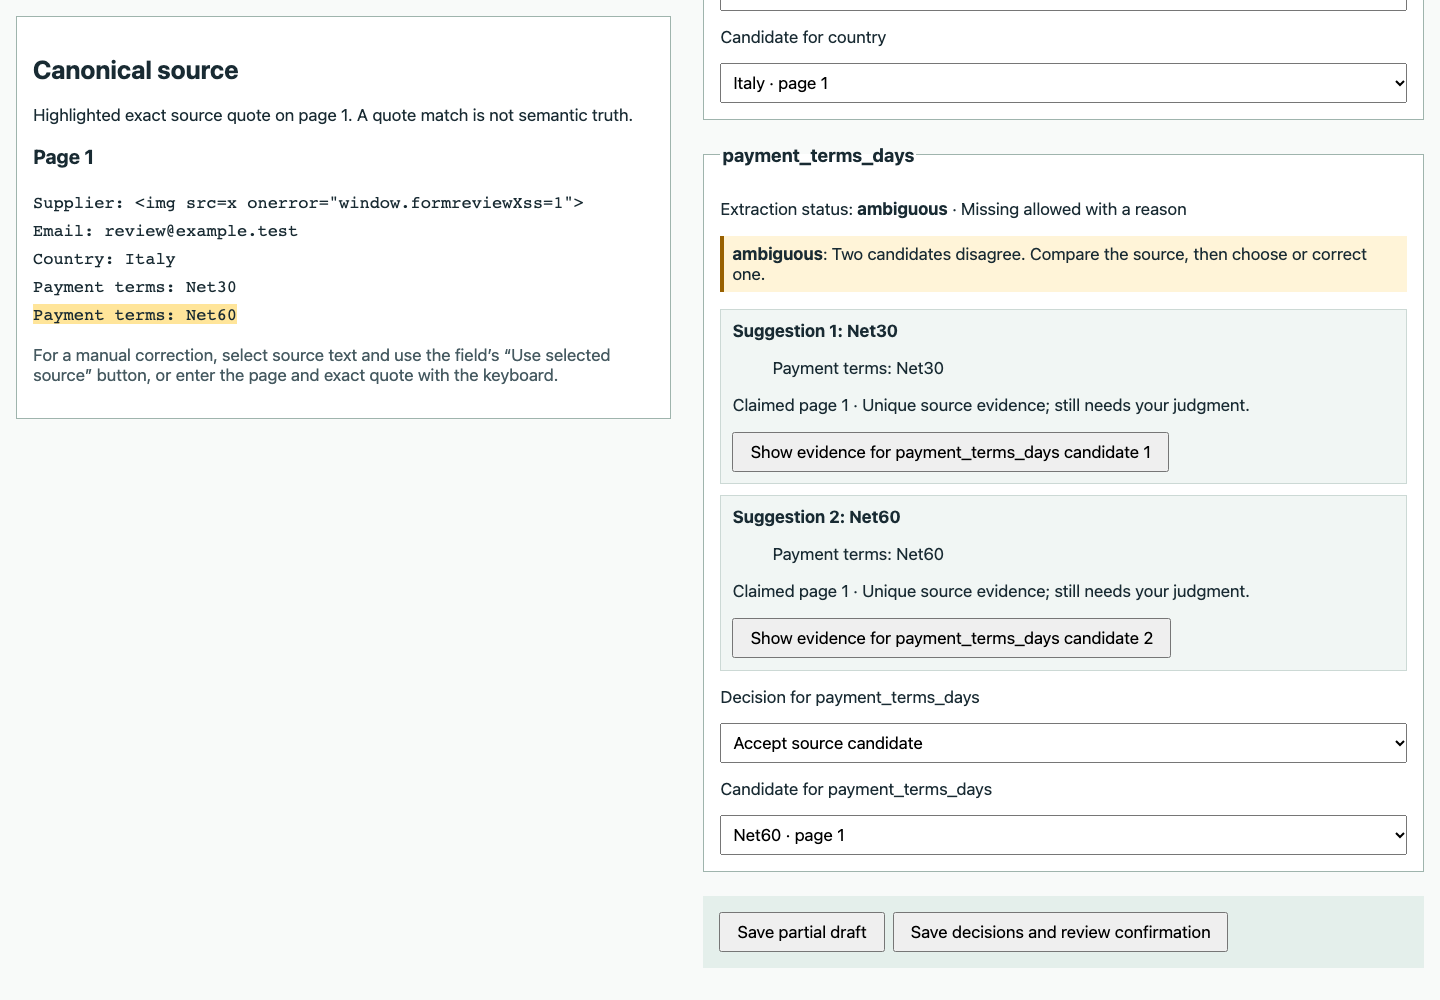 Canonical source
Highlighted exact source quote on page 1. A quote match is not semantic truth.
Page 1
Supplier: <img src=x onerror="window.formreviewXss=1">
Email: review@example.test
Country: Italy
Payment terms: Net30
Payment terms: Net60
For a manual correction, select source text and use the field’s “Use selected
source” button, or enter the page and exact quote with the keyboard.
Candidate for country
Italy · page 1
payment_terms_days
Extraction status: ambiguous · Missing allowed with a reason
ambiguous: Two candidates disagree. Compare the source, then choose or correct
one.
Suggestion 1: Net30
Payment terms: Net30
Claimed page 1 · Unique source evidence; still needs your judgment.
Show evidence for payment_terms_days candidate 1
Suggestion 2: Net60
Payment terms: Net60
Claimed page 1 · Unique source evidence; still needs your judgment.
Show evidence for payment_terms_days candidate 2
Decision for payment_terms_days
Accept source candidate
Candidate for payment_terms_days
Net60 · page 1
Save partial draft
Save decisions and review confirmation